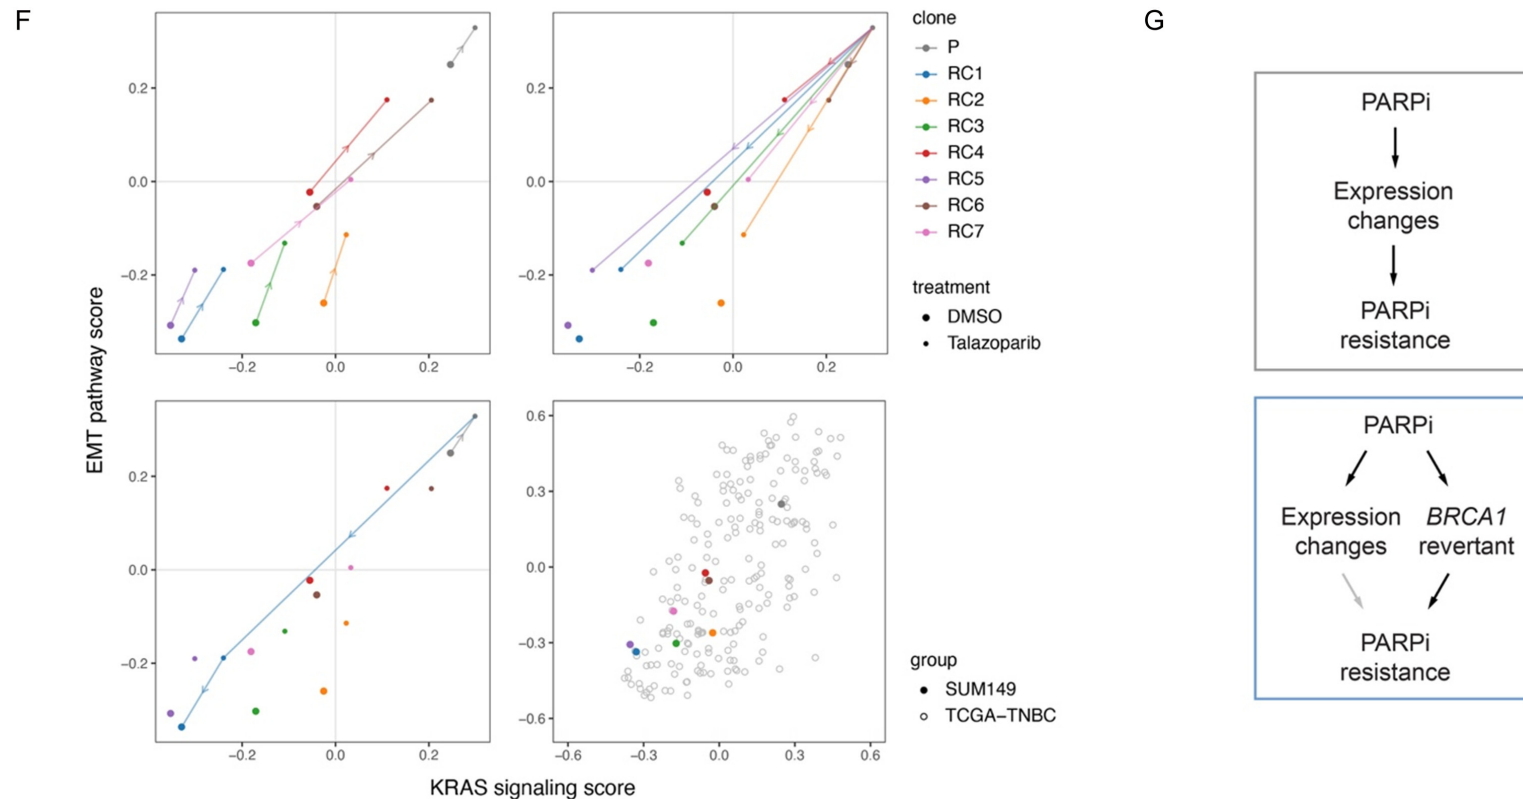 F
G
EMT pathway score
0.2
0.0
−0.2
−0.2
0.0
0.2
0.2
0.0
−0.2
−0.2
0.0
0.2
clone
P
RC1
RC2
RC3
RC4
RC5
RC6
RC7
treatment
DMSO
Talazoparib
0.2
0.0
−0.2
−0.2
0.0
0.2
0.6
0.3
0.0
−0.3
−0.6
−0.6
−0.3
0.0
0.3
0.6
group
SUM149
TCGA−TNBC
KRAS signaling score
PARPi
Expression
changes
PARPi
resistance
PARPi
Expression
changes
BRCA1
revertant
PARPi
resistance